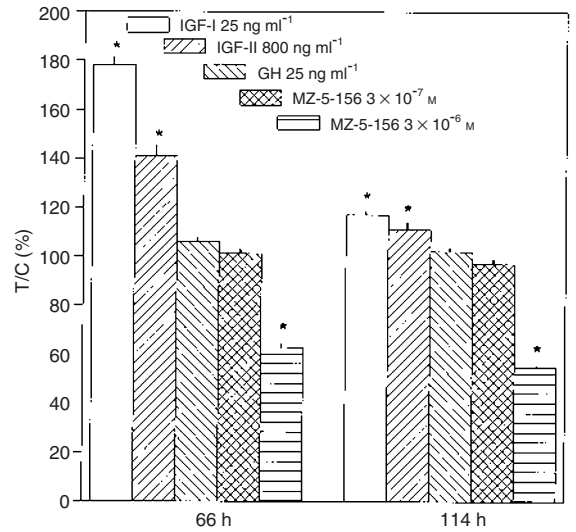 T/C (%)
200
180
160
140
120
100
80
60
40
20
0
* IGF-I 25 ng ml⁻¹
* IGF-II 800 ng ml⁻¹
GH 25 ng ml⁻¹
MZ-5-156 3 × 10⁻⁷ M
MZ-5-156 3 × 10⁻⁶ M
* *
* *
66 h 114 h